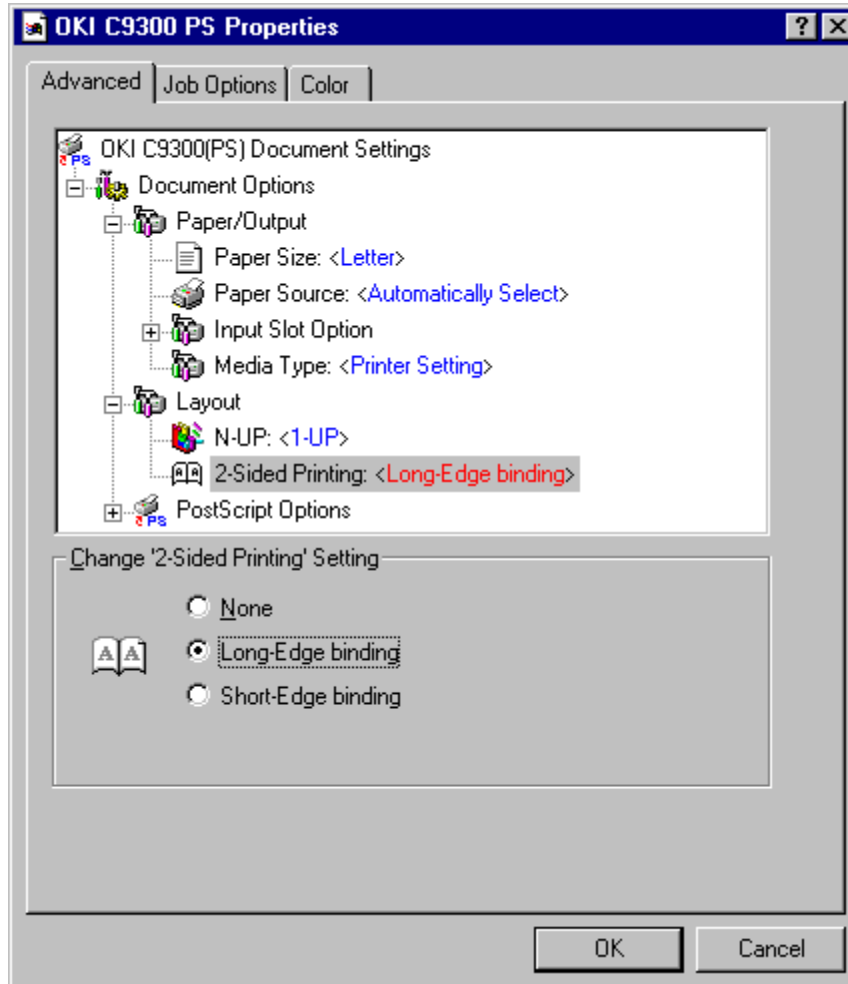 OKI C9300 PS Properties
Advanced Job Options Color
OKI C9300(PS) Document Settings
Document Options
Paper/Output
Paper Size: <Letter>
Paper Source: <Automatically Select>
Input Slot Option
Media Type: <Printer Setting>
Layout
N-UP: <1-UP>
2-Sided Printing: <Long-Edge binding>
PostScript Options
Change '2-Sided Printing' Setting
None
Long-Edge binding
Short-Edge binding
OK Cancel